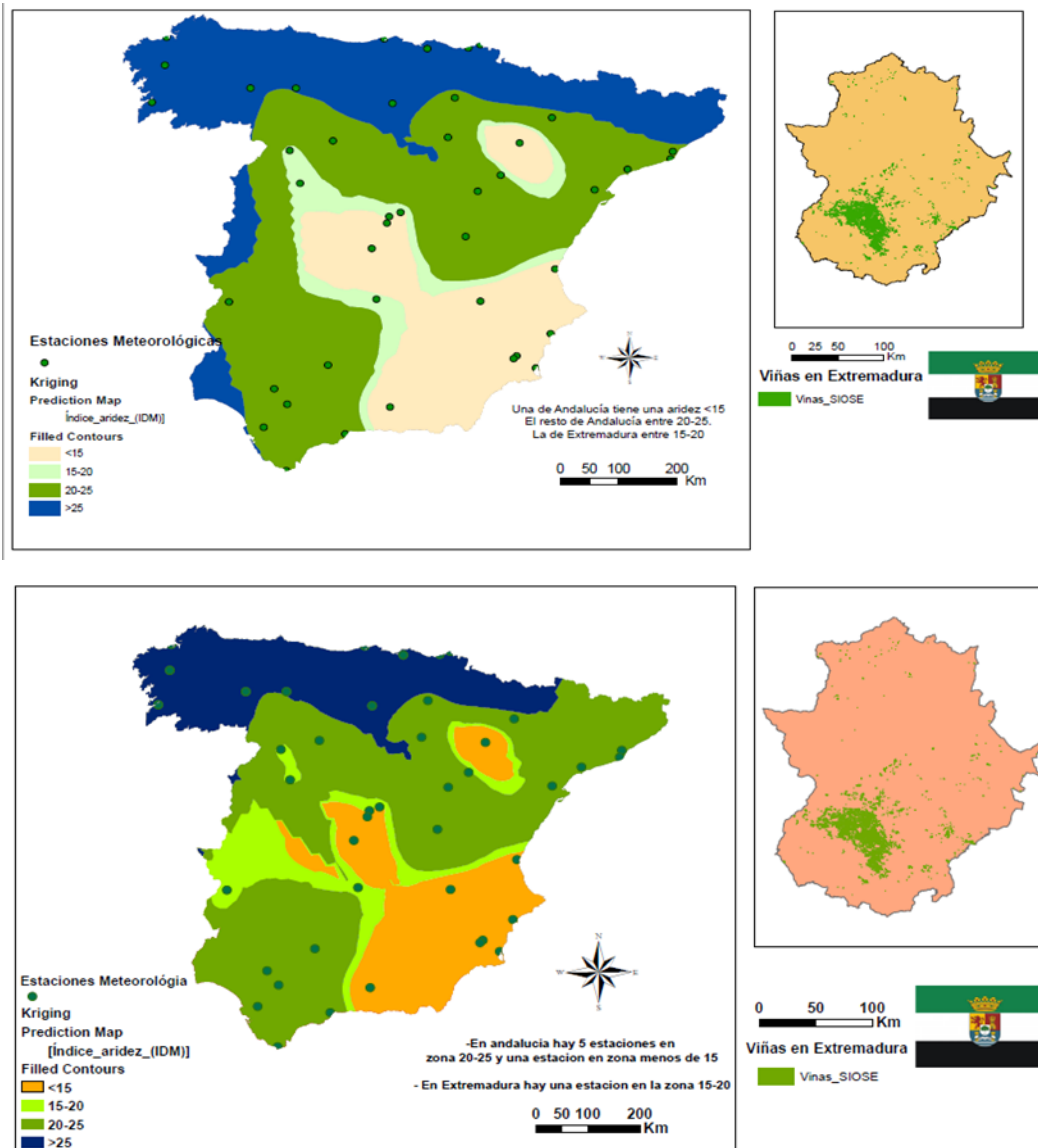 Estaciones Meteorológicas
Kriging
Prediction Map
Índice_aridez_(IDM)]
Filled Contours
<15
15-20
20-25
>25
N
W
E
S
Una de Andalucía tiene una aridez <15
El resto de Andalucía entre 20-25.
La de Extremadura entre 15-20
0 50 100 200
Km
0 25 50 100
Km
Viñas en Extremadura
Vinas_SIOSE
Estaciones Meteorológia
Kriging
Prediction Map
[Índice_aridez_(IDM)]
Filled Contours
<15
15-20
20-25
>25
N
W
E
S
-En andalucia hay 5 estaciones en
zona 20-25 y una estacion en zona menos de 15
- En Extremadura hay una estacion en la zona 15-20
0 50 100 200
Km
0 50 100
Km
Viñas en Extremadura
Vinas_SIOSE